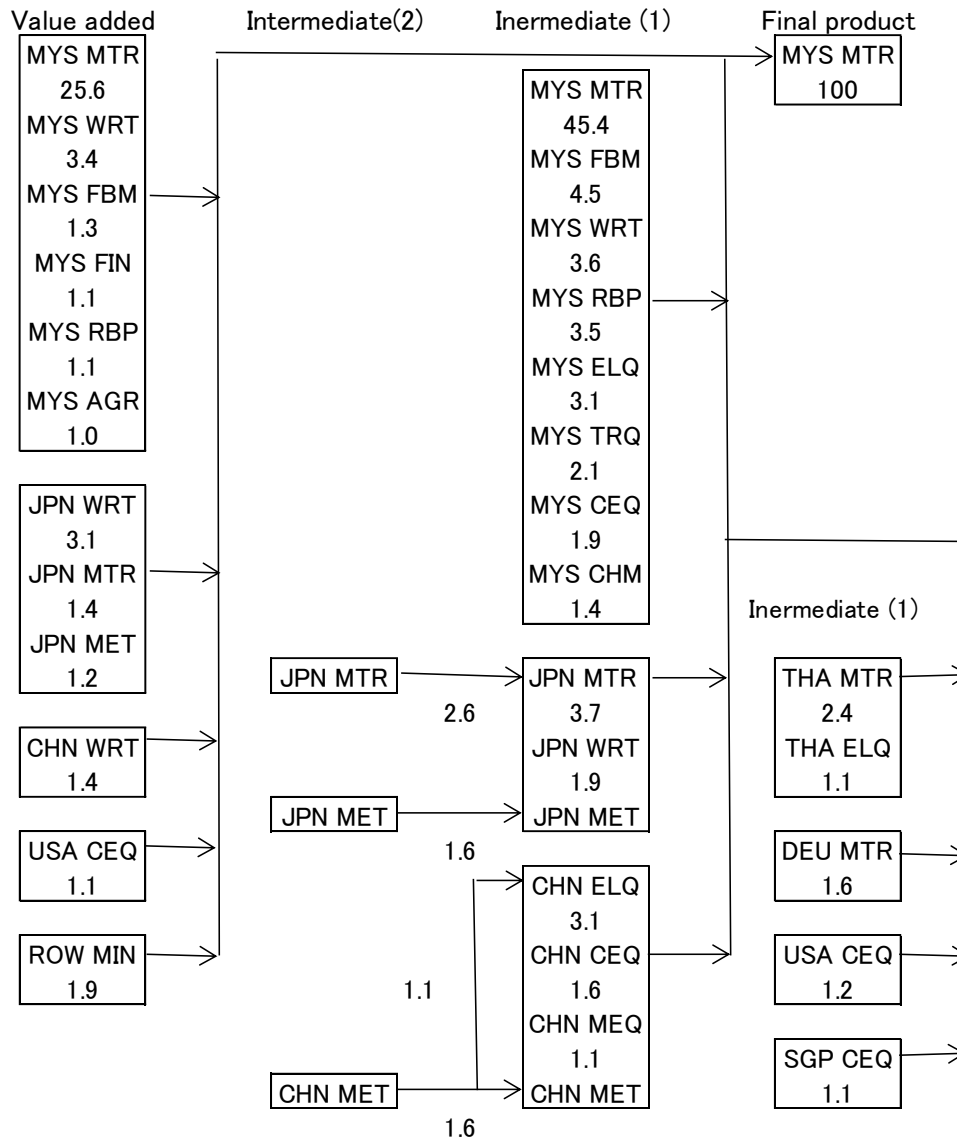 Value added
Intermediate(2)
Inermediate (1)
Final product
MYS MTR
25.6
MYS WRT
3.4
MYS FBM
1.3
MYS FIN
1.1
MYS RBP
1.1
MYS AGR
1.0
JPN WRT
3.1
JPN MTR
1.4
JPN MET
1.2
CHN WRT
1.4
USA CEQ
1.1
ROW MIN
1.9
JPN MTR
2.6
JPN MET
1.6
1.1
CHN MET
1.6
MYS MTR
45.4
MYS FBM
4.5
MYS WRT
3.6
MYS RBP
3.5
MYS ELQ
3.1
MYS TRQ
2.1
MYS CEQ
1.9
MYS CHM
1.4
JPN MTR
3.7
JPN WRT
1.9
JPN MET
CHN ELQ
3.1
CHN CEQ
1.6
CHN MEQ
1.1
CHN MET
MYS MTR
100
Inermediate (1)
THA MTR
2.4
THA ELQ
1.1
DEU MTR
1.6
USA CEQ
1.2
SGP CEQ
1.1